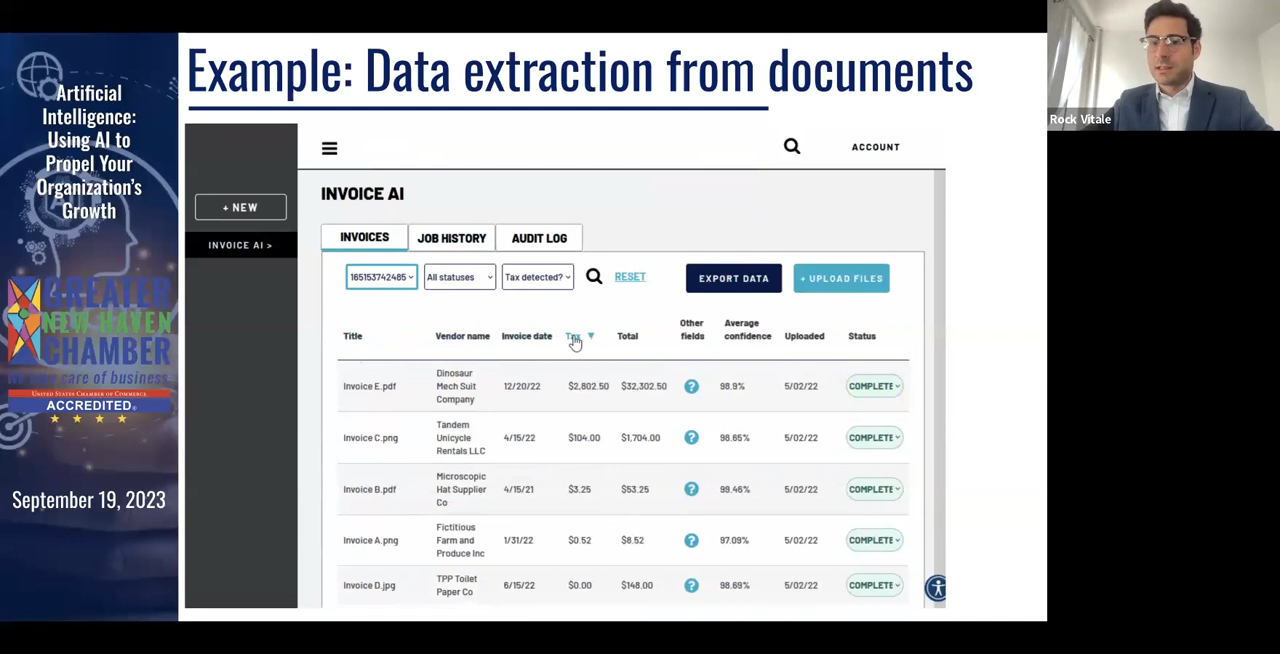 Example: Data extraction from documents
Rock Vitale
Artificial
Intelligence:
Using AI to
Propel Your
Organization's
Growth
GREATER
NEW HAVEN
CHAMBER
care of business
UNITED STATES CHAMBER OF COMMERCE
ACCREDITED
September 19, 2023
ACCOUNT
+ NEW
INVOICE AI >
INVOICE AI
INVOICES JOB HISTORY AUDIT LOG
165153742485 All statuses Tax detected? RESET EXPORT DATA + UPLOAD FILES
Title Vendor name Invoice date Tax Total Other fields Average confidence Uploaded Status
Invoice E.pdf Dinosaur Mech Suit Company 12/20/22 $2,802.50 $32,302.50 ? 98.9% 5/02/22 COMPLETE
Invoice C.png Tandem Unicycle Rentals LLC 4/15/22 $104.00 $1,704.00 ? 98.65% 5/02/22 COMPLETE
Invoice B.pdf Microscopic Hat Supplier Co 4/15/21 $3.25 $53.25 ? 99.46% 5/02/22 COMPLETE
Invoice A.png Fictitious Farm and Produce Inc 1/31/22 $0.52 $8.52 ? 97.09% 5/02/22 COMPLETE
Invoice D.jpg TPP Toilet Paper Co 6/15/22 $0.00 $148.00 ? 98.69% 5/02/22 COMPLETE